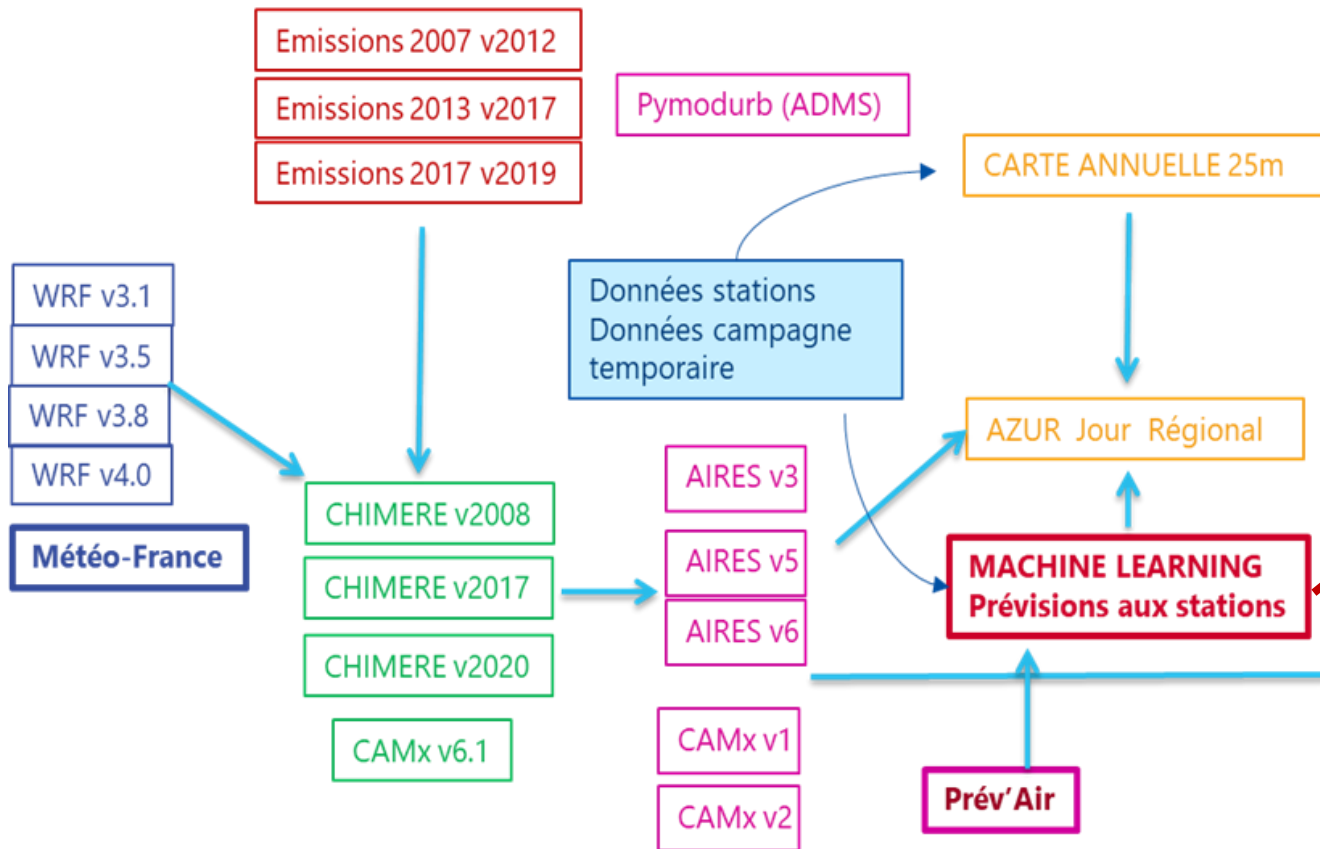 Emissions 2007 v2012
Emissions 2013 v2017
Emissions 2017 v2019
Pymodurb (ADMS)
CARTE ANNUELLE 25m
WRF v3.1
WRF v3.5
WRF v3.8
WRF v4.0
Météo-France
Données stations
Données campagne
temporaire
CHIMERE v2008
CHIMERE v2017
CHIMERE v2020
CAMx v6.1
AIRES v3
AIRES v5
AIRES v6
CAMx v1
CAMx v2
AZUR Jour Régional
MACHINE LEARNING
Prévisions aux stations
Prév'Air